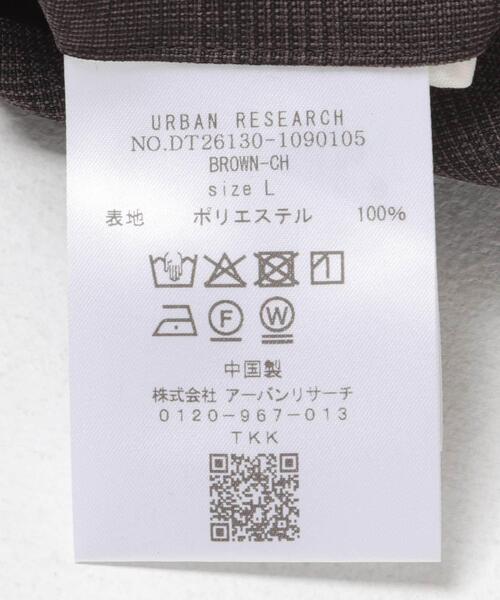 URBAN RESEARCH
NO.DT26130-1090105
BROWN-CH
size L
表地 ポリエステル 100%
F W
中国製
株式会社 アーバンリサーチ
0120-967-013
TKK